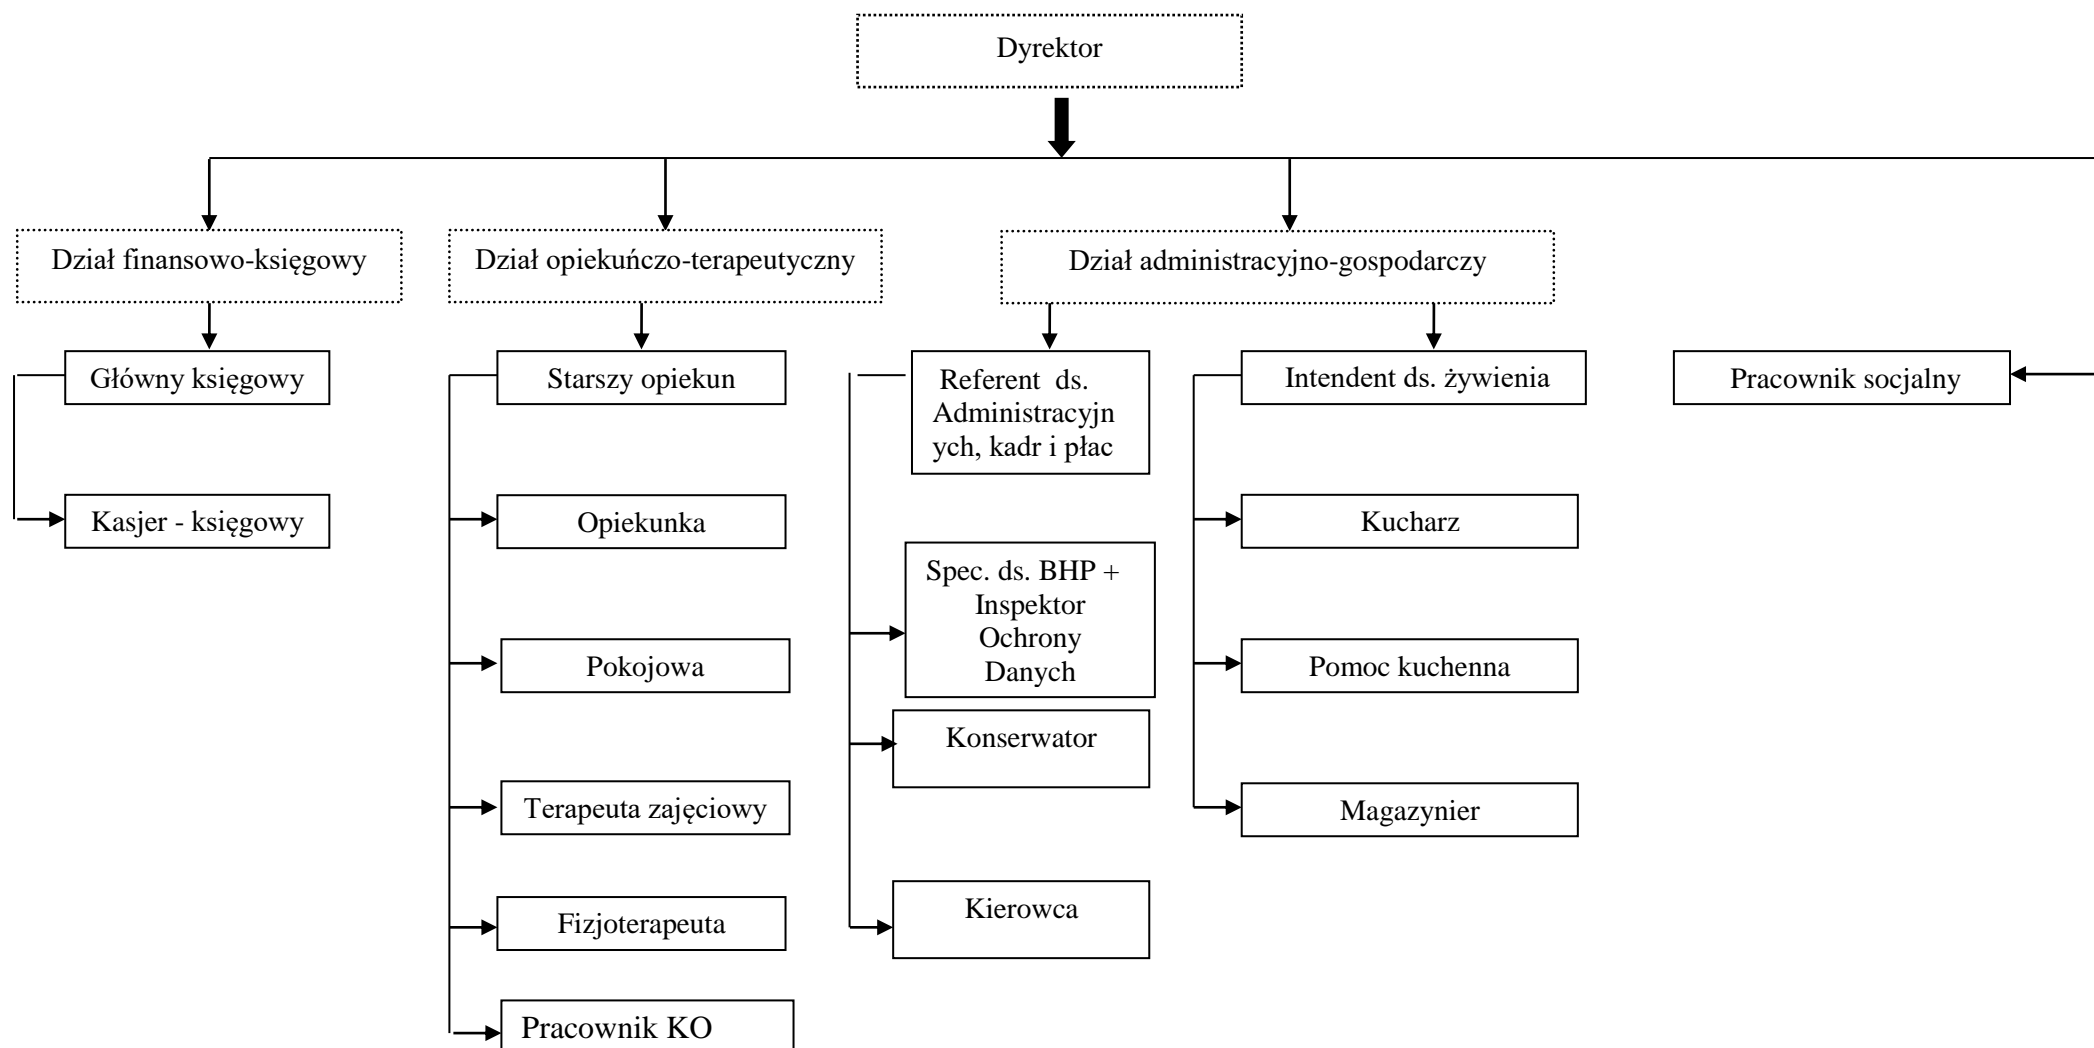 Dyrektor
Dział finansowo-księgowy
Dział opiekuńczo-terapeutyczny
Dział administracyjno-gospodarczy
Główny księgowy
Starszy opiekun
Referent ds.
Administracyjn
ych, kadr i płac
Intendent ds. żywienia
Pracownik socjalny
Kasjer - księgowy
Opiekunka
Kucharz
Spec. ds. BHP +
Inspektor
Ochrony
Danych
Pokojowa
Pomoc kuchenna
Konserwator
Terapeuta zajęciowy
Magazynier
Fizjoterapeuta
Kierowca
Pracownik KO